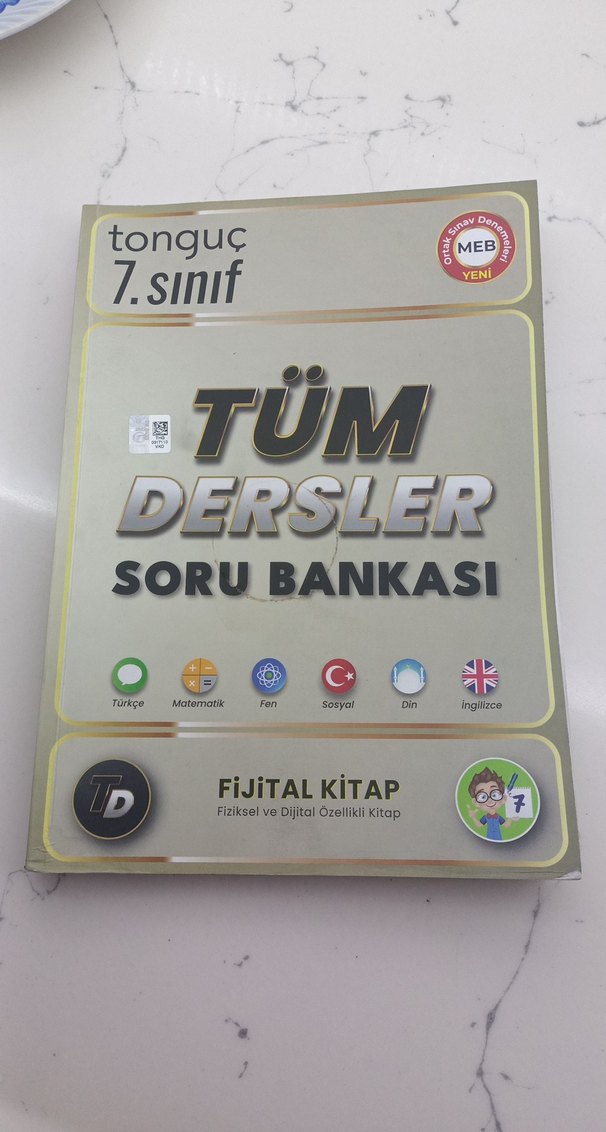 tonguç
7. sınıf
Ortak Sınav Denemeleri
MEB
YENİ
TÜM
DERSLER
SORU BANKASI
Türkçe
Matematik
Fen
Sosyal
Din
İngilizce
TD
FİJİTAL KİTAP
Fiziksel ve Dijital Özellikli Kitap
7